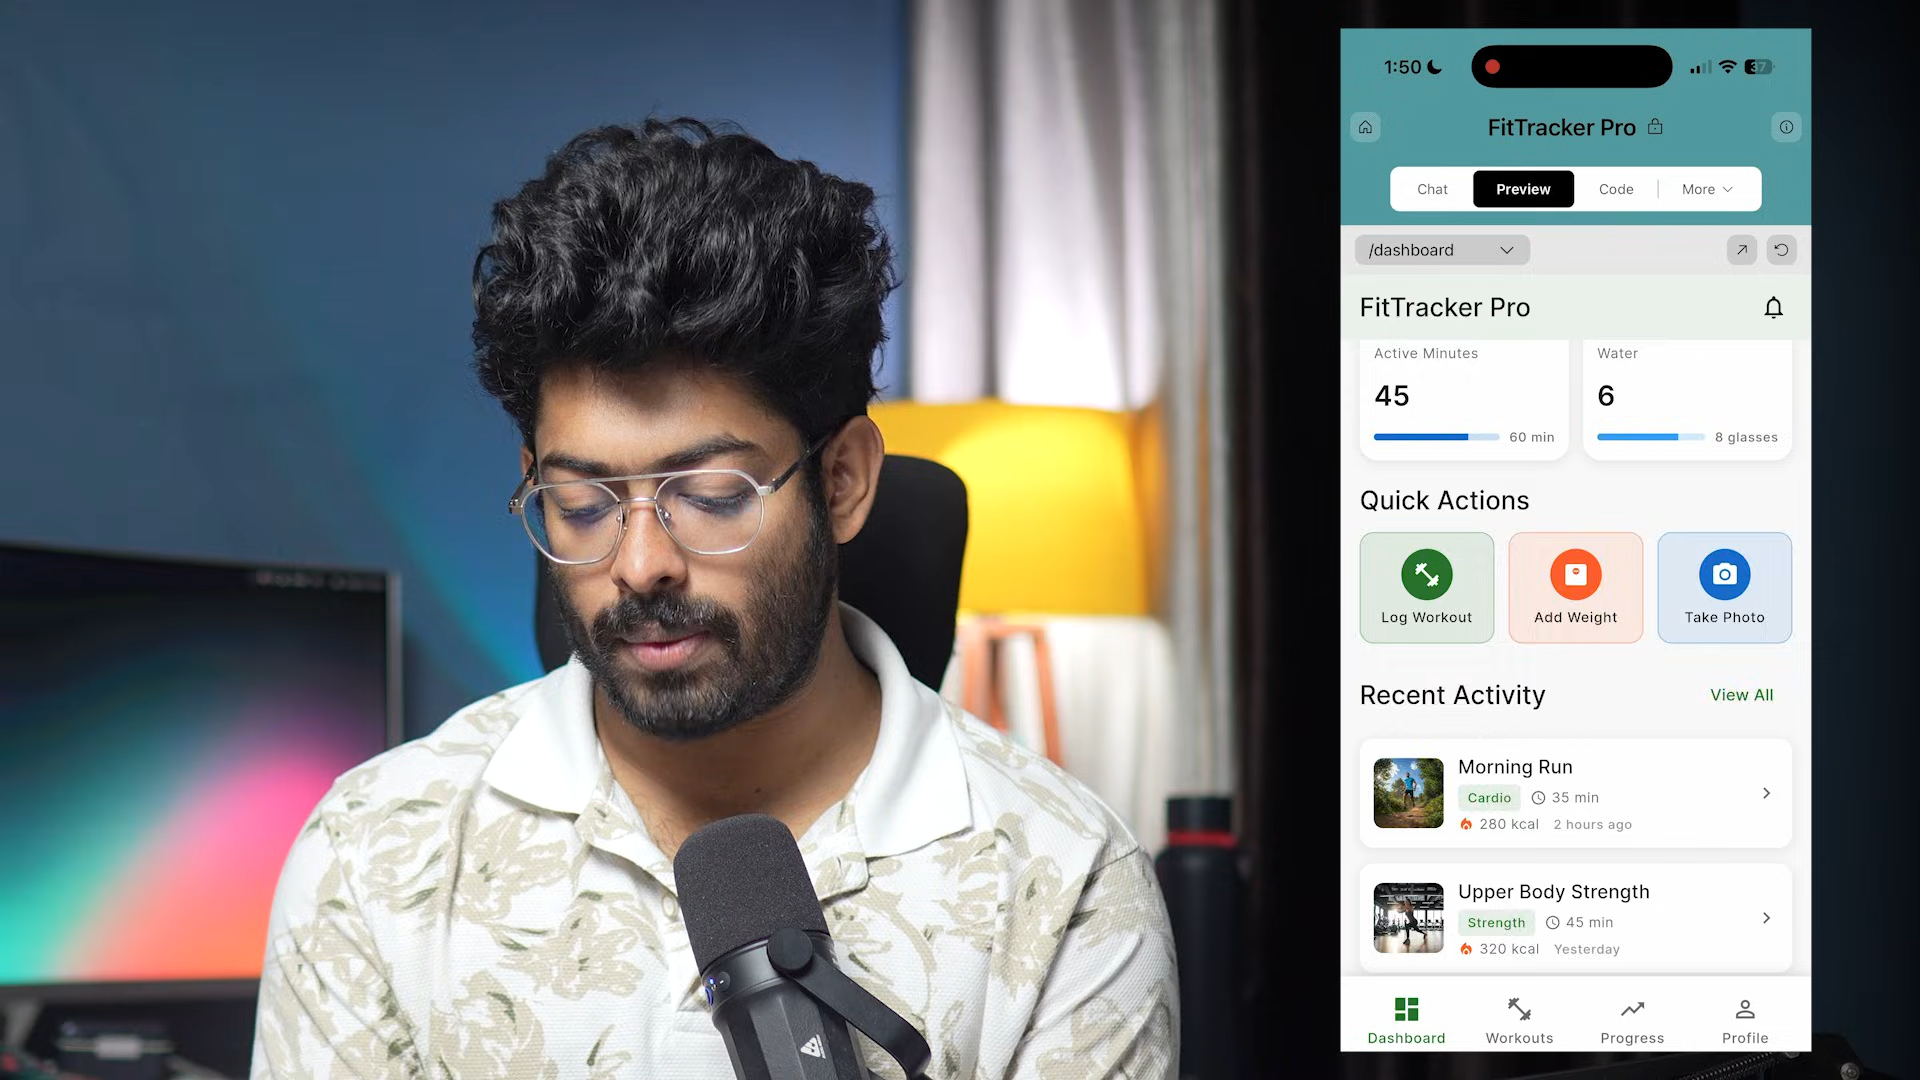 1:50
37
FitTracker Pro
Chat Preview Code More
/dashboard
FitTracker Pro
Active Minutes
45
60 min
Water
6
8 glasses
Quick Actions
Log Workout Add Weight Take Photo
Recent Activity View All
Morning Run
Cardio 35 min
280 kcal 2 hours ago
Upper Body Strength
Strength 45 min
320 kcal Yesterday
Dashboard Workouts Progress Profile